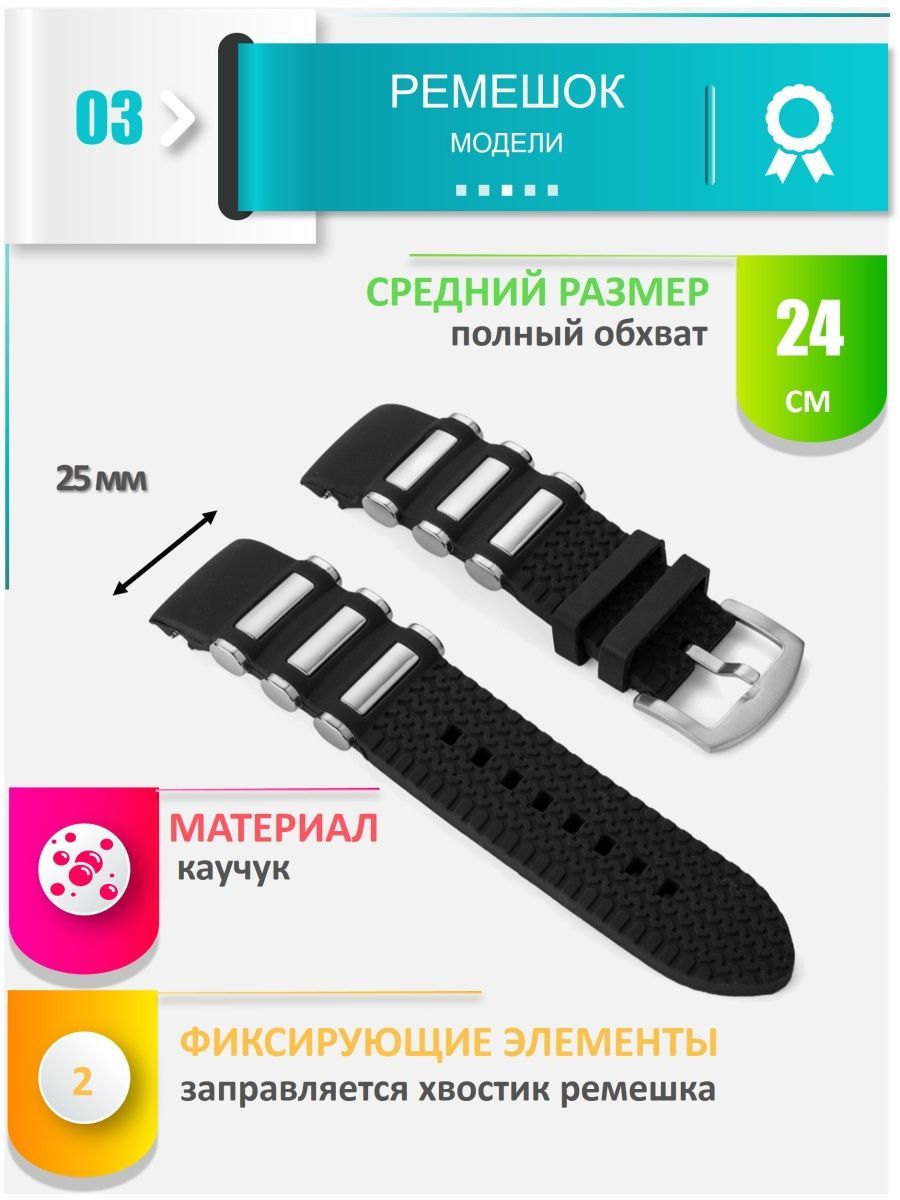 03
РЕМЕШОК
МОДЕЛИ
СРЕДНИЙ РАЗМЕР
полный обхват
24
см
25 мм
МАТЕРИАЛ
каучук
2
ФИКСИРУЮЩИЕ ЭЛЕМЕНТЫ
заправляется хвостик ремешка